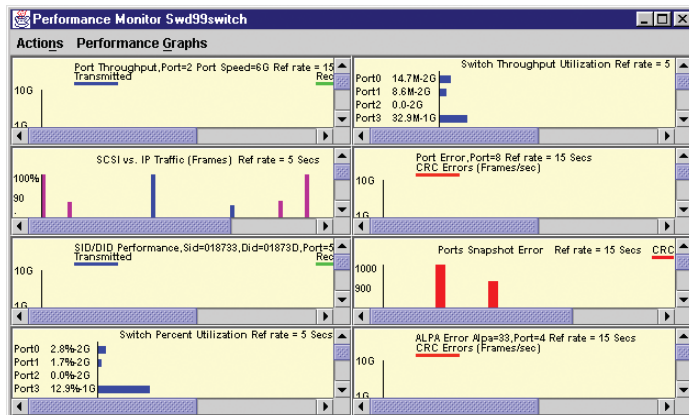 Performance Monitor Swd99switch
Actions Performance Graphs
Port Throughput,Port=2 Port Speed=6G Ref rate = 15
Transmitted Rec
10G
1G
Switch Throughput Utilization Ref rate = 5
Port0 14.7M-2G
Port1 8.6M-2G
Port2 0.0-2G
Port3 32.9M-1G
SCSI vs. IP Traffic (Frames) Ref rate = 5 Secs
100%
90
Port Error,Port=8 Ref rate = 15 Secs
CRC Errors (Frames/sec)
10G
1G
SID/DID Performance,Sid=018733,Did=01873D,Port=5
Transmitted Rec
10G
1G
Ports Snapshot Error Ref rate = 15 Secs CRC
1000
900
Switch Percent Utilization Ref rate = 5 Secs
Port0 2.8%-2G
Port1 1.7%-2G
Port2 0.0%-2G
Port3 12.9%-1G
ALPA Error Alpa=33,Port=4 Ref rate = 15 Secs
CRC Errors (Frames/sec)
10G
1G